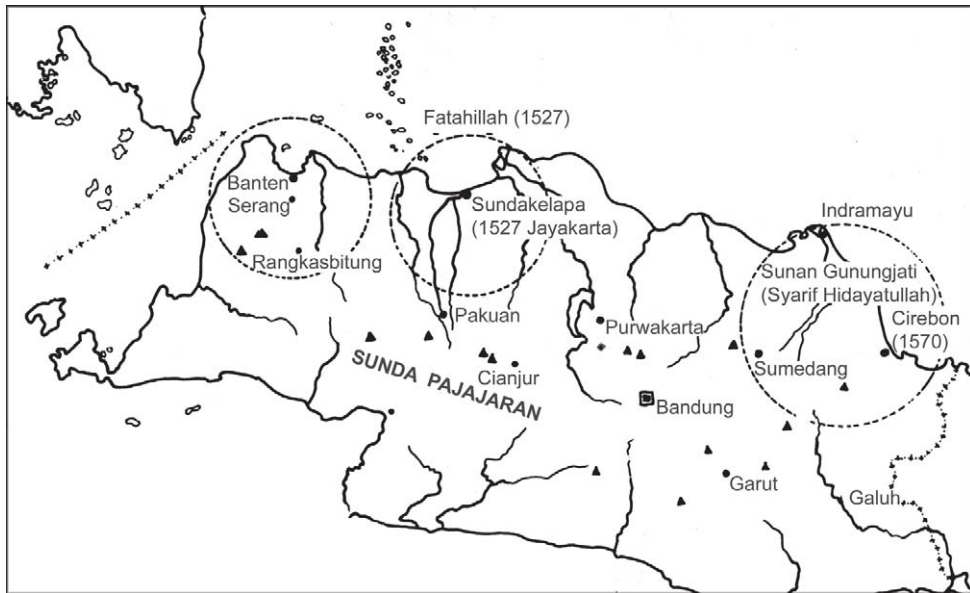 Fatahillah (1527)
Banten
Serang
Rangkasbitung
Sundakelapa
(1527 Jayakarta)
Indramayu
Sunan Gunungjati
(Syarif Hidayatullah)
Cirebon
(1570)
Pakuan
Purwakarta
Sumedang
Cianjur
SUNDA PAJAJARAN
Bandung
Garut
Galuh